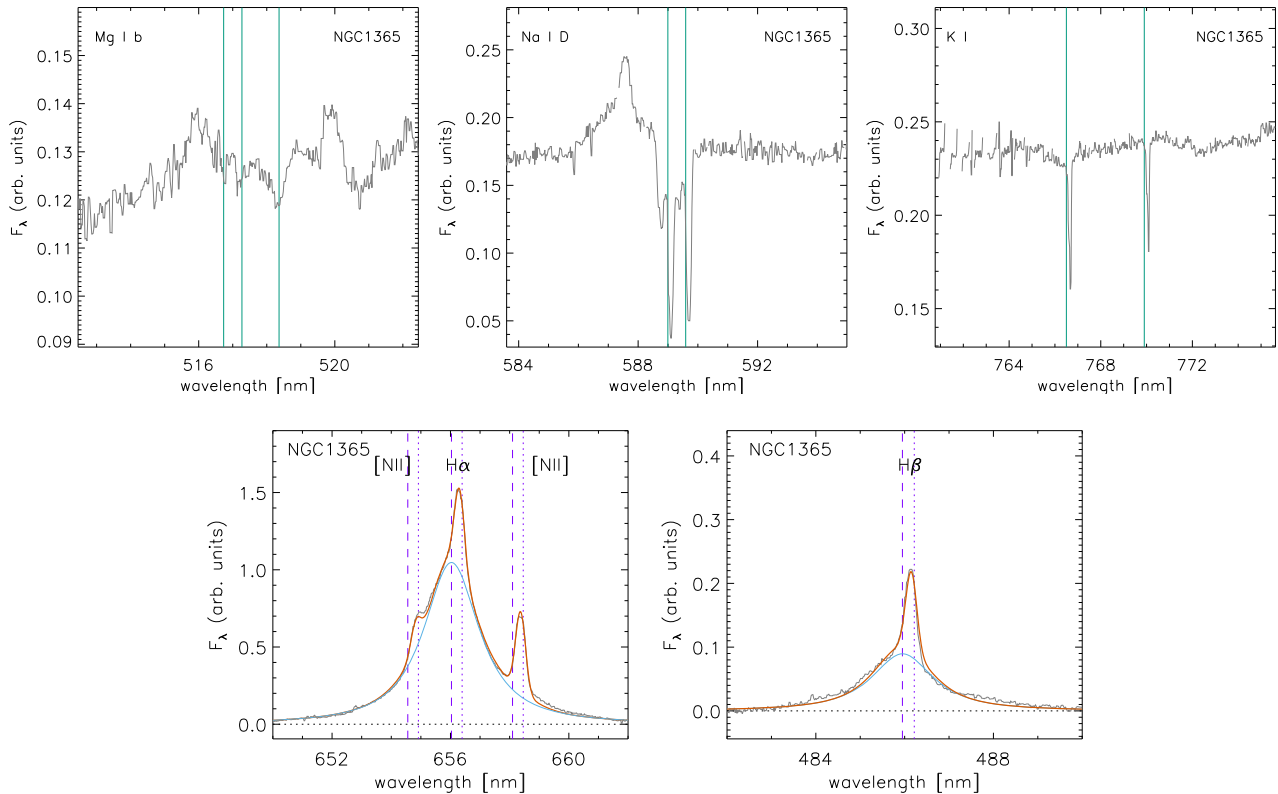 Mg I b NGC1365
0.15
0.14
0.13
0.12
0.11
0.10
0.09
F_λ (arb. units)
516 520
wavelength [nm]
Na I D NGC1365
0.25
0.20
0.15
0.10
0.05
F_λ (arb. units)
584 588 592
wavelength [nm]
K I NGC1365
0.30
0.25
0.20
0.15
F_λ (arb. units)
764 768 772
wavelength [nm]
NGC1365
[NII] Hα [NII]
1.5
1.0
0.5
0.0
F_λ (arb. units)
652 656 660
wavelength [nm]
NGC1365
Hβ
0.4
0.3
0.2
0.1
0.0
F_λ (arb. units)
484 488
wavelength [nm]